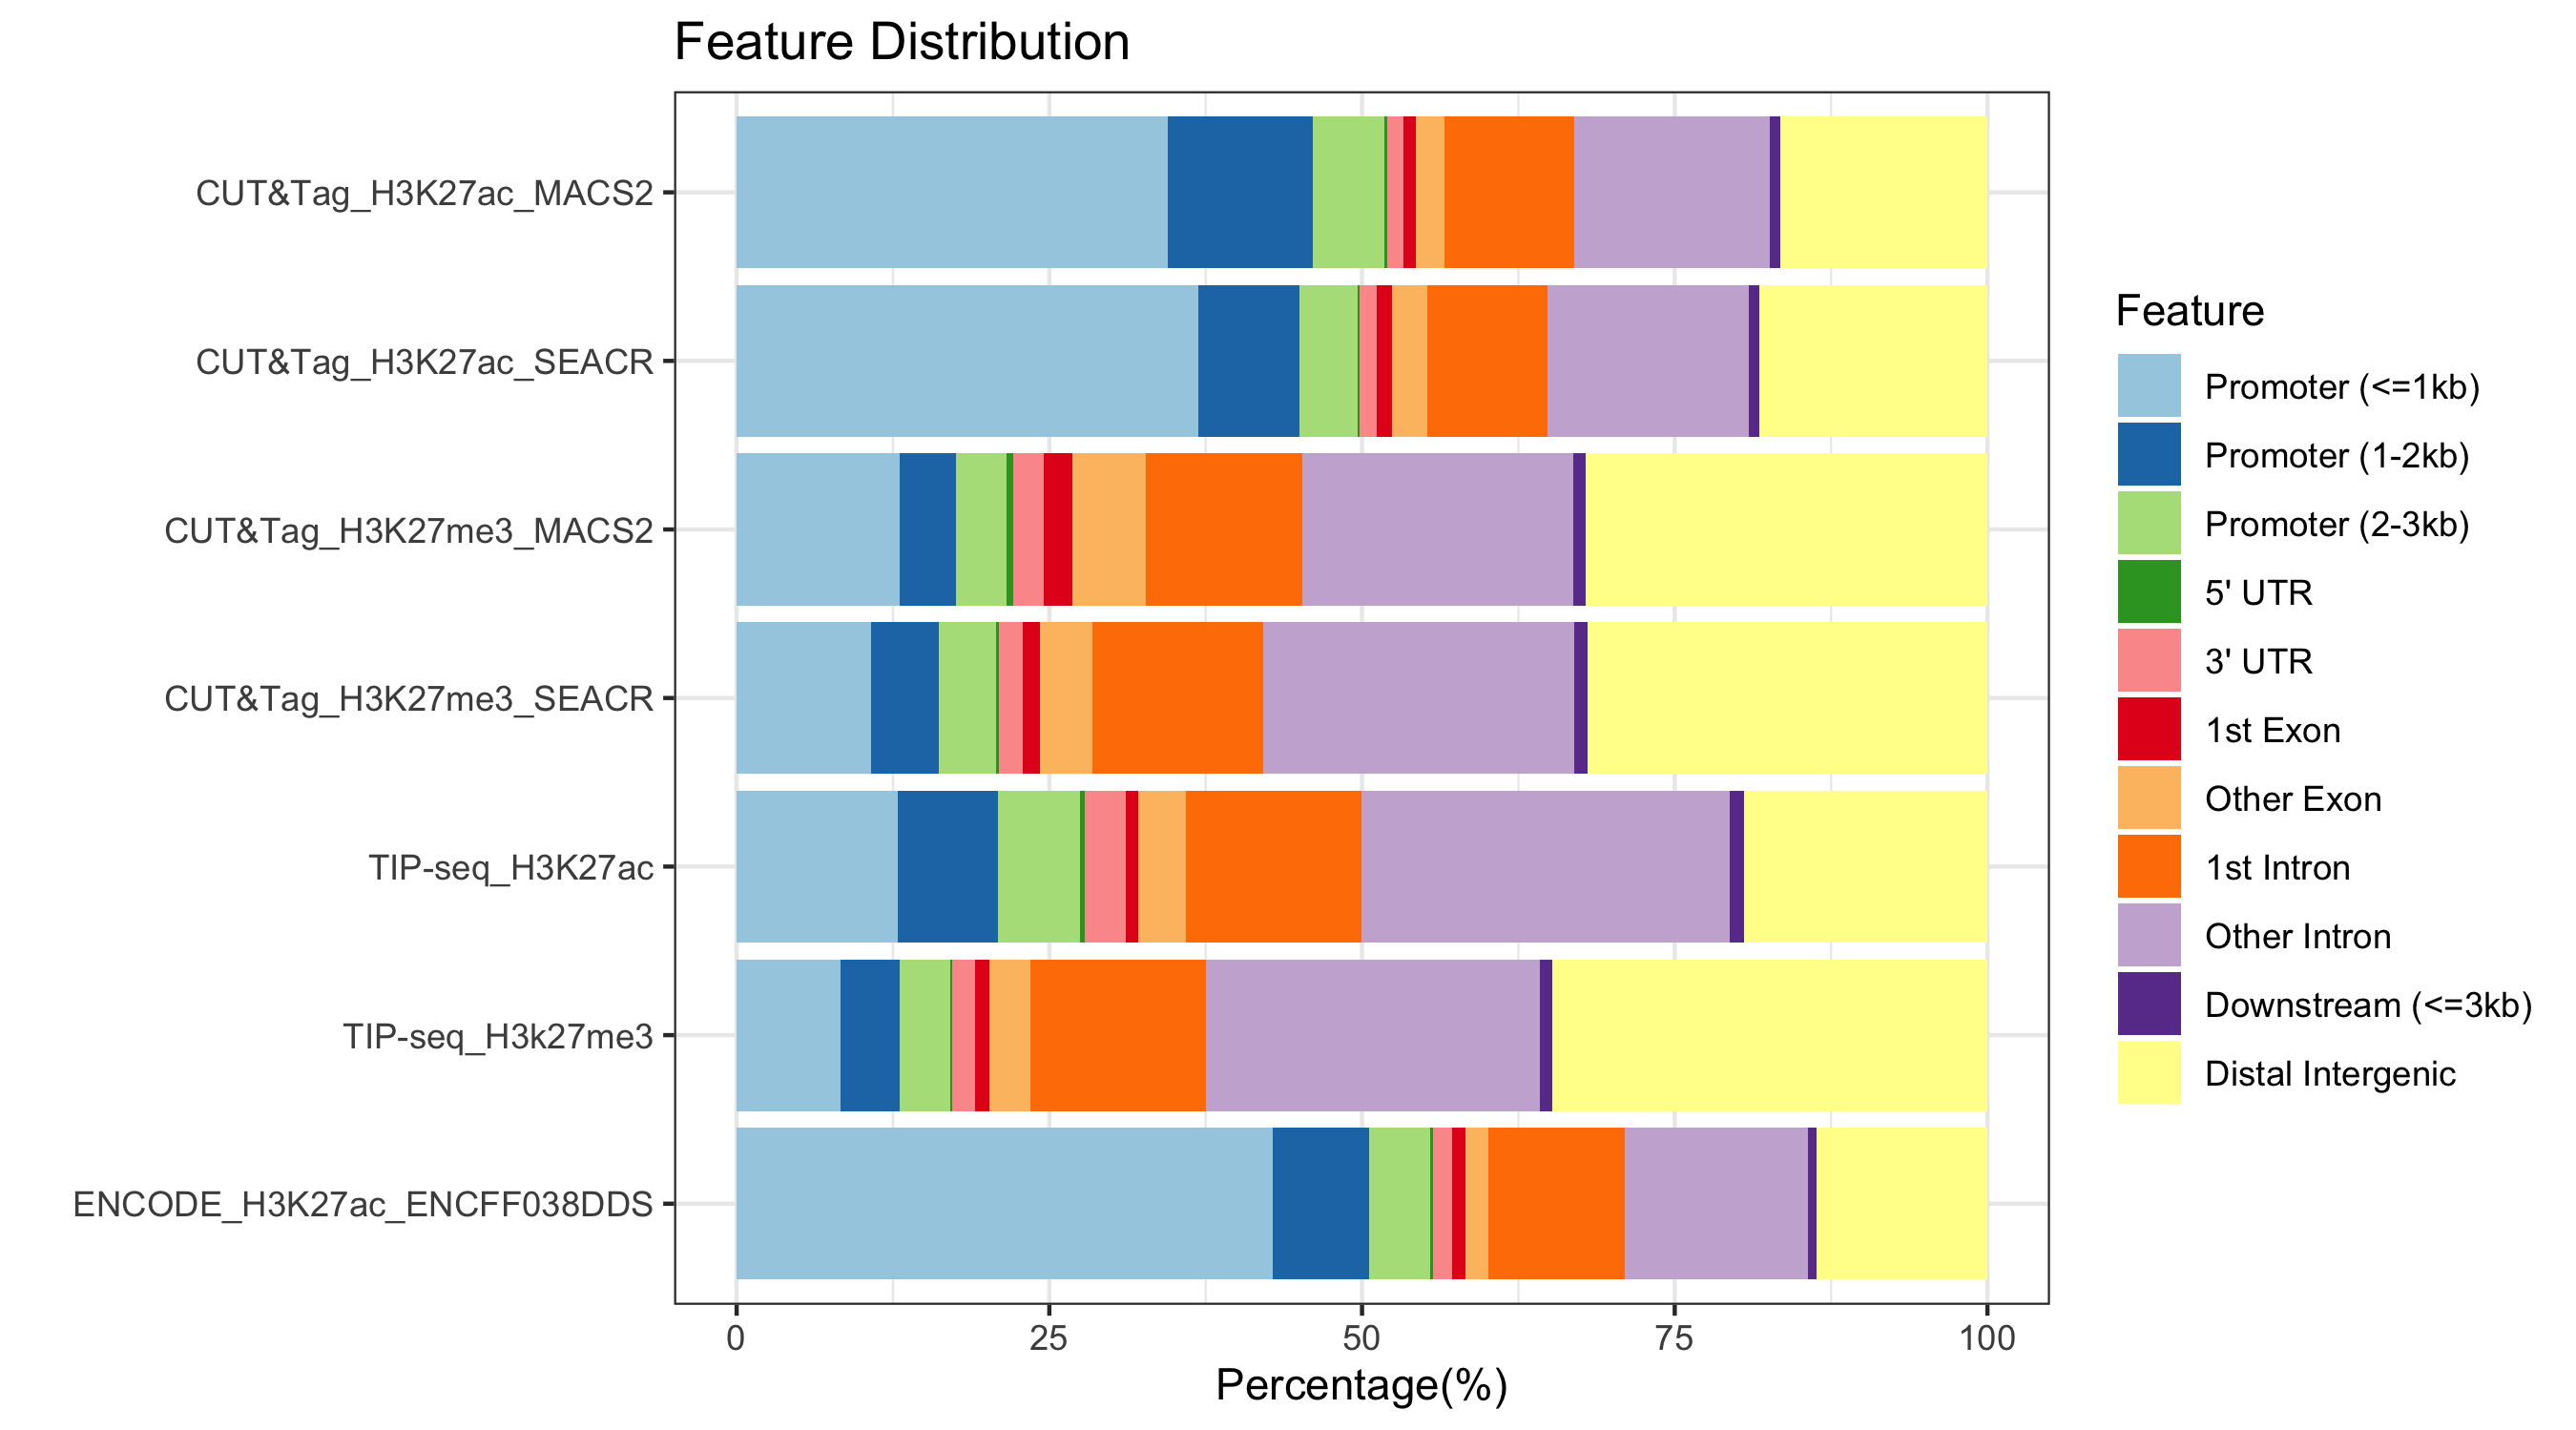 Feature Distribution
CUT&Tag_H3K27ac_MACS2
CUT&Tag_H3K27ac_SEACR
CUT&Tag_H3K27me3_MACS2
CUT&Tag_H3K27me3_SEACR
TIP-seq_H3K27ac
TIP-seq_H3k27me3
ENCODE_H3K27ac_ENCFF038DDS
0 25 50 75 100
Percentage(%)
Feature
Promoter (<=1kb)
Promoter (1-2kb)
Promoter (2-3kb)
5' UTR
3' UTR
1st Exon
Other Exon
1st Intron
Other Intron
Downstream (<=3kb)
Distal Intergenic